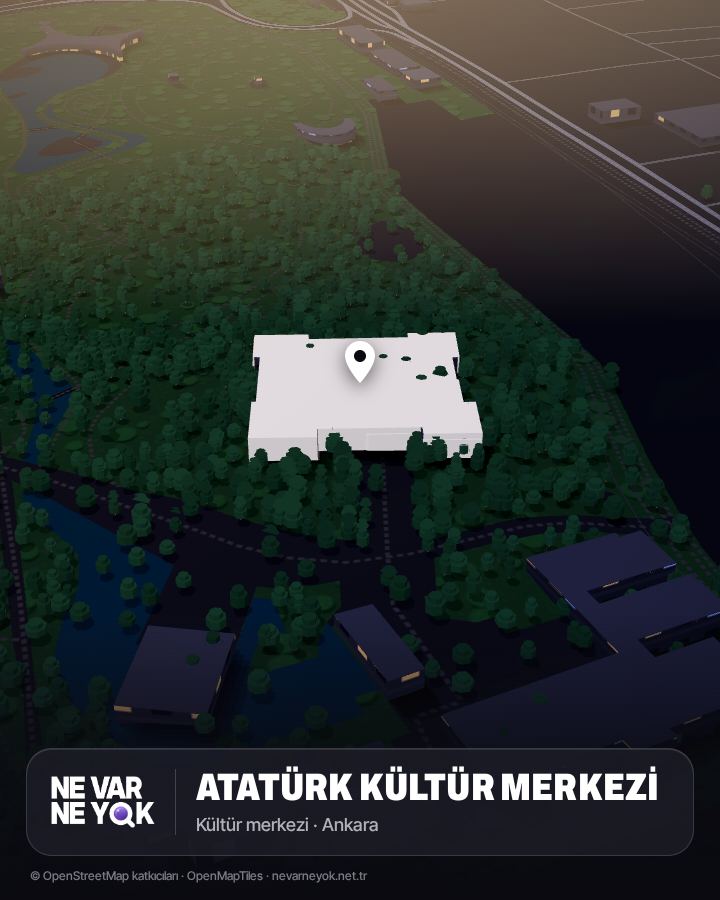 NE VAR
NE YOK
ATATÜRK KÜLTÜR MERKEZİ
Kültür merkezi · Ankara
© OpenStreetMap katkıcıları · OpenMapTiles · nevarneyok.net.tr